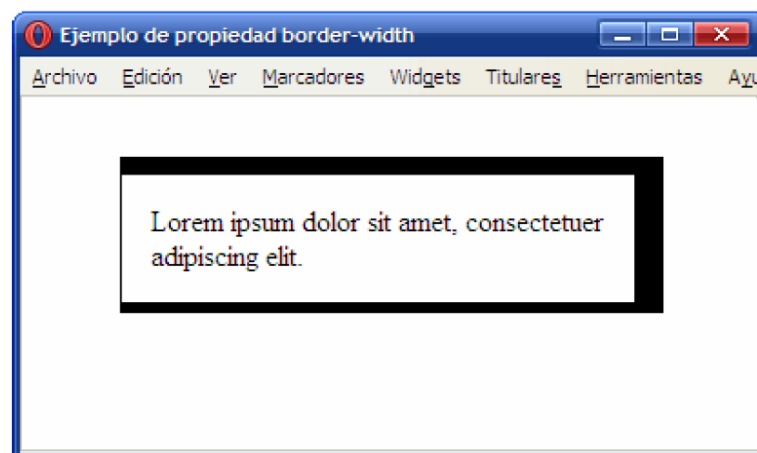 Ejemplo de propiedad border-width
Archivo Edición Ver Marcadores Widgets Titulares Herramientas Ayu
Lorem ipsum dolor sit amet, consectetuer
adipiscing elit.